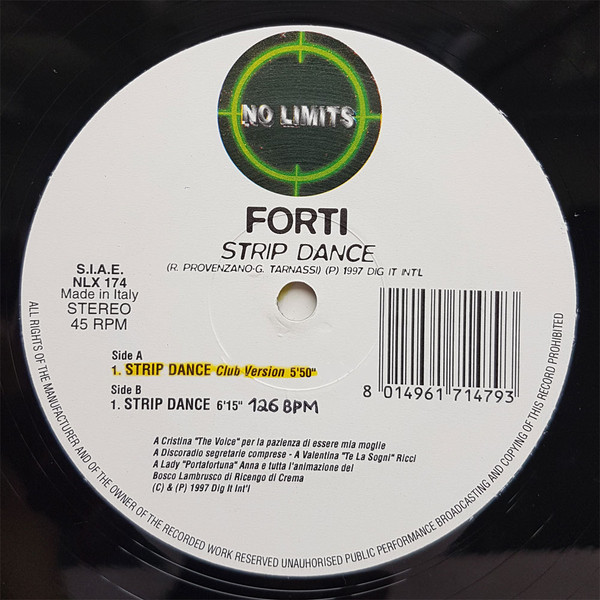 NO LIMITS
FORTI
STRIP DANCE
(R. PROVENZANO-G. TARNASSI) (P) 1997 DIG IT INT'L
S.I.A.E.
NLX 174
Made in Italy
STEREO
45 RPM
Side A
1. STRIP DANCE Club Version 5'50"
Side B
1. STRIP DANCE 6'15" 126 BPM
8 014961 714793
A Cristina "The Voice" per la pazienza di essere mia moglie
A Discoradio segretarie comprese - A Valentina "Te La Sogni" Ricci
A Lady "Portafortuna" Anna e tutta l'animazione del
Bosco Lambrusco di Ricengo di Crema
(C) & (P) 1997 Dig It Int'l
ALL RIGHTS OF THE MANUFACTURER AND OF THE OWNER OF THE RECORDED WORK RESERVED UNAUHORISED PUBLIC PERFORMANCE BROADCASTING AND COPYING OF THIS RECORD PROHIBITED